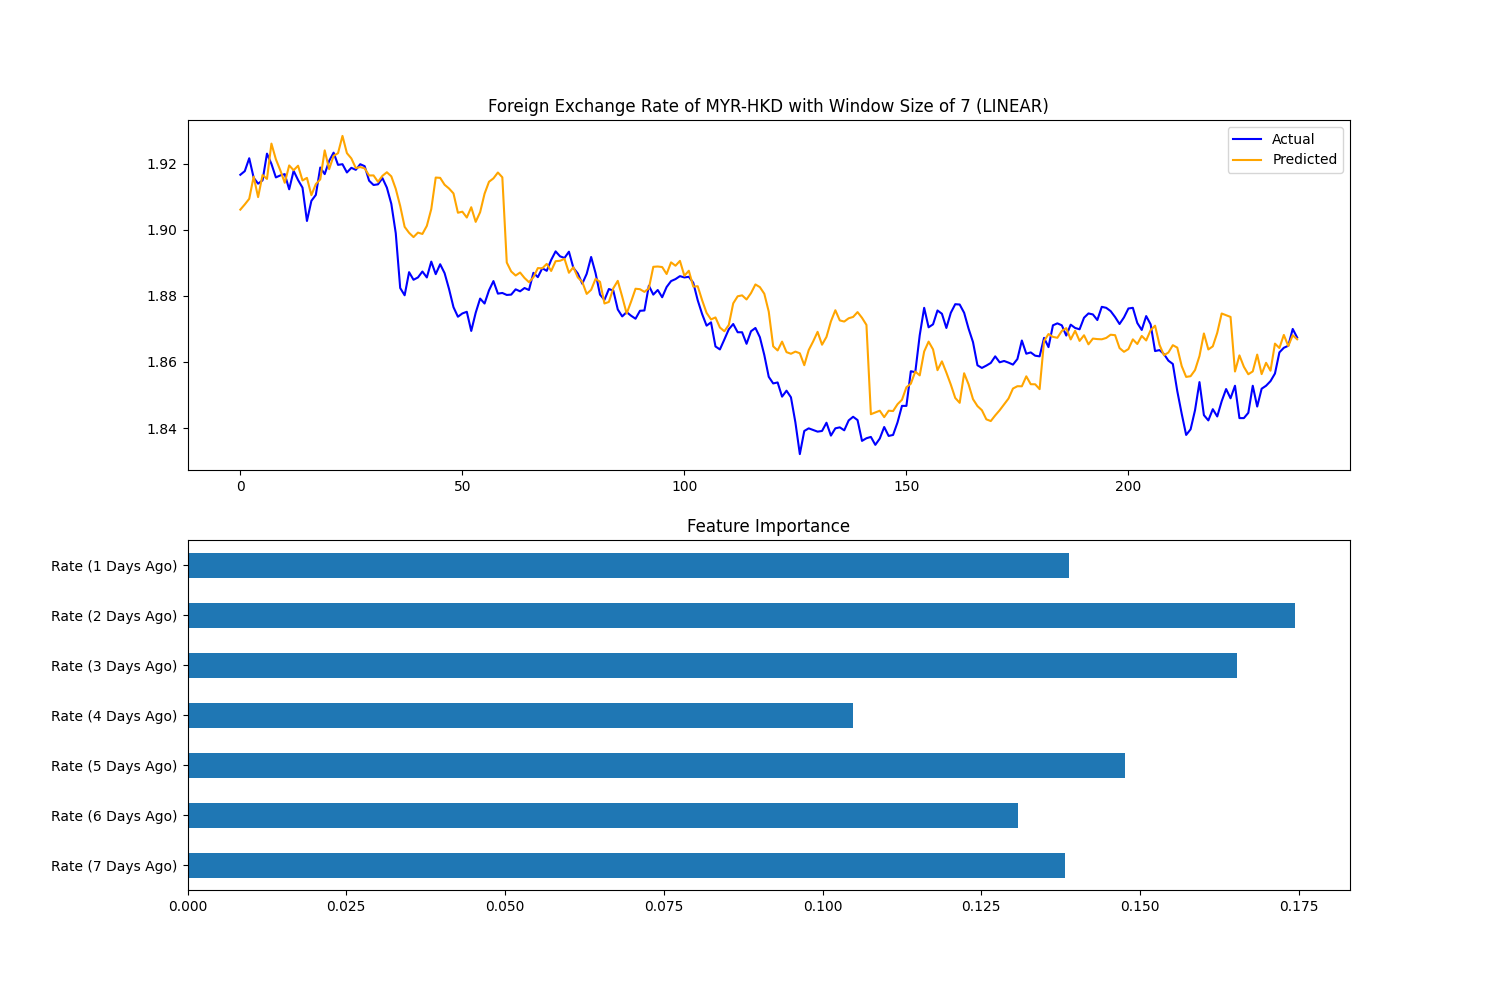 Foreign Exchange Rate of MYR-HKD with Window Size of 7 (LINEAR)
Actual
Predicted
1.92
1.90
1.88
1.86
1.84
0 50 100 150 200
Feature Importance
Rate (1 Days Ago)
Rate (2 Days Ago)
Rate (3 Days Ago)
Rate (4 Days Ago)
Rate (5 Days Ago)
Rate (6 Days Ago)
Rate (7 Days Ago)
0.000 0.025 0.050 0.075 0.100 0.125 0.150 0.175